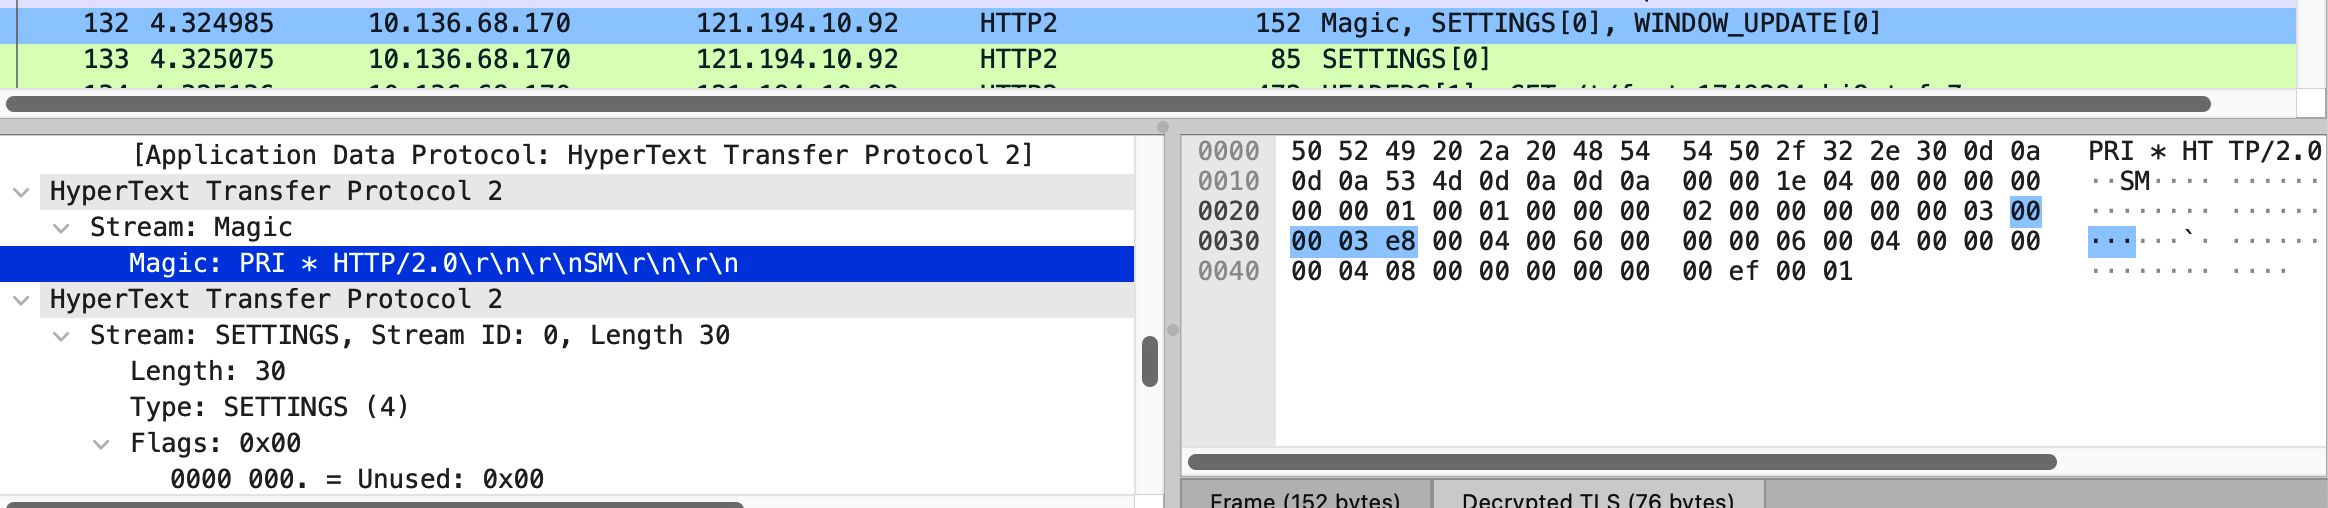 132 4.324985 10.136.68.170 121.194.10.92 HTTP2 152 Magic, SETTINGS[0], WINDOW_UPDATE[0]
133 4.325075 10.136.68.170 121.194.10.92 HTTP2 85 SETTINGS[0]
[Application Data Protocol: HyperText Transfer Protocol 2]
HyperText Transfer Protocol 2
Stream: Magic
Magic: PRI * HTTP/2.0\r\n\r\nSM\r\n\r\n
HyperText Transfer Protocol 2
Stream: SETTINGS, Stream ID: 0, Length 30
Length: 30
Type: SETTINGS (4)
Flags: 0x00
0000 000. = Unused: 0x00
0000 50 52 49 20 2a 20 48 54 54 50 2f 32 2e 30 0d 0a PRI * HT TP/2.0
0010 0d 0a 53 4d 0d 0a 0d 0a 00 00 1e 04 00 00 00 00 ··SM···· ······
0020 00 00 01 00 01 00 00 00 02 00 00 00 00 00 03 00 ········ ······
0030 00 03 e8 00 04 00 60 00 00 00 06 00 04 00 00 00 ······`· ······
0040 00 04 08 00 00 00 00 00 00 ef 00 01 ········ ····
Frame (152 bytes) Decrypted TLS (76 bytes)